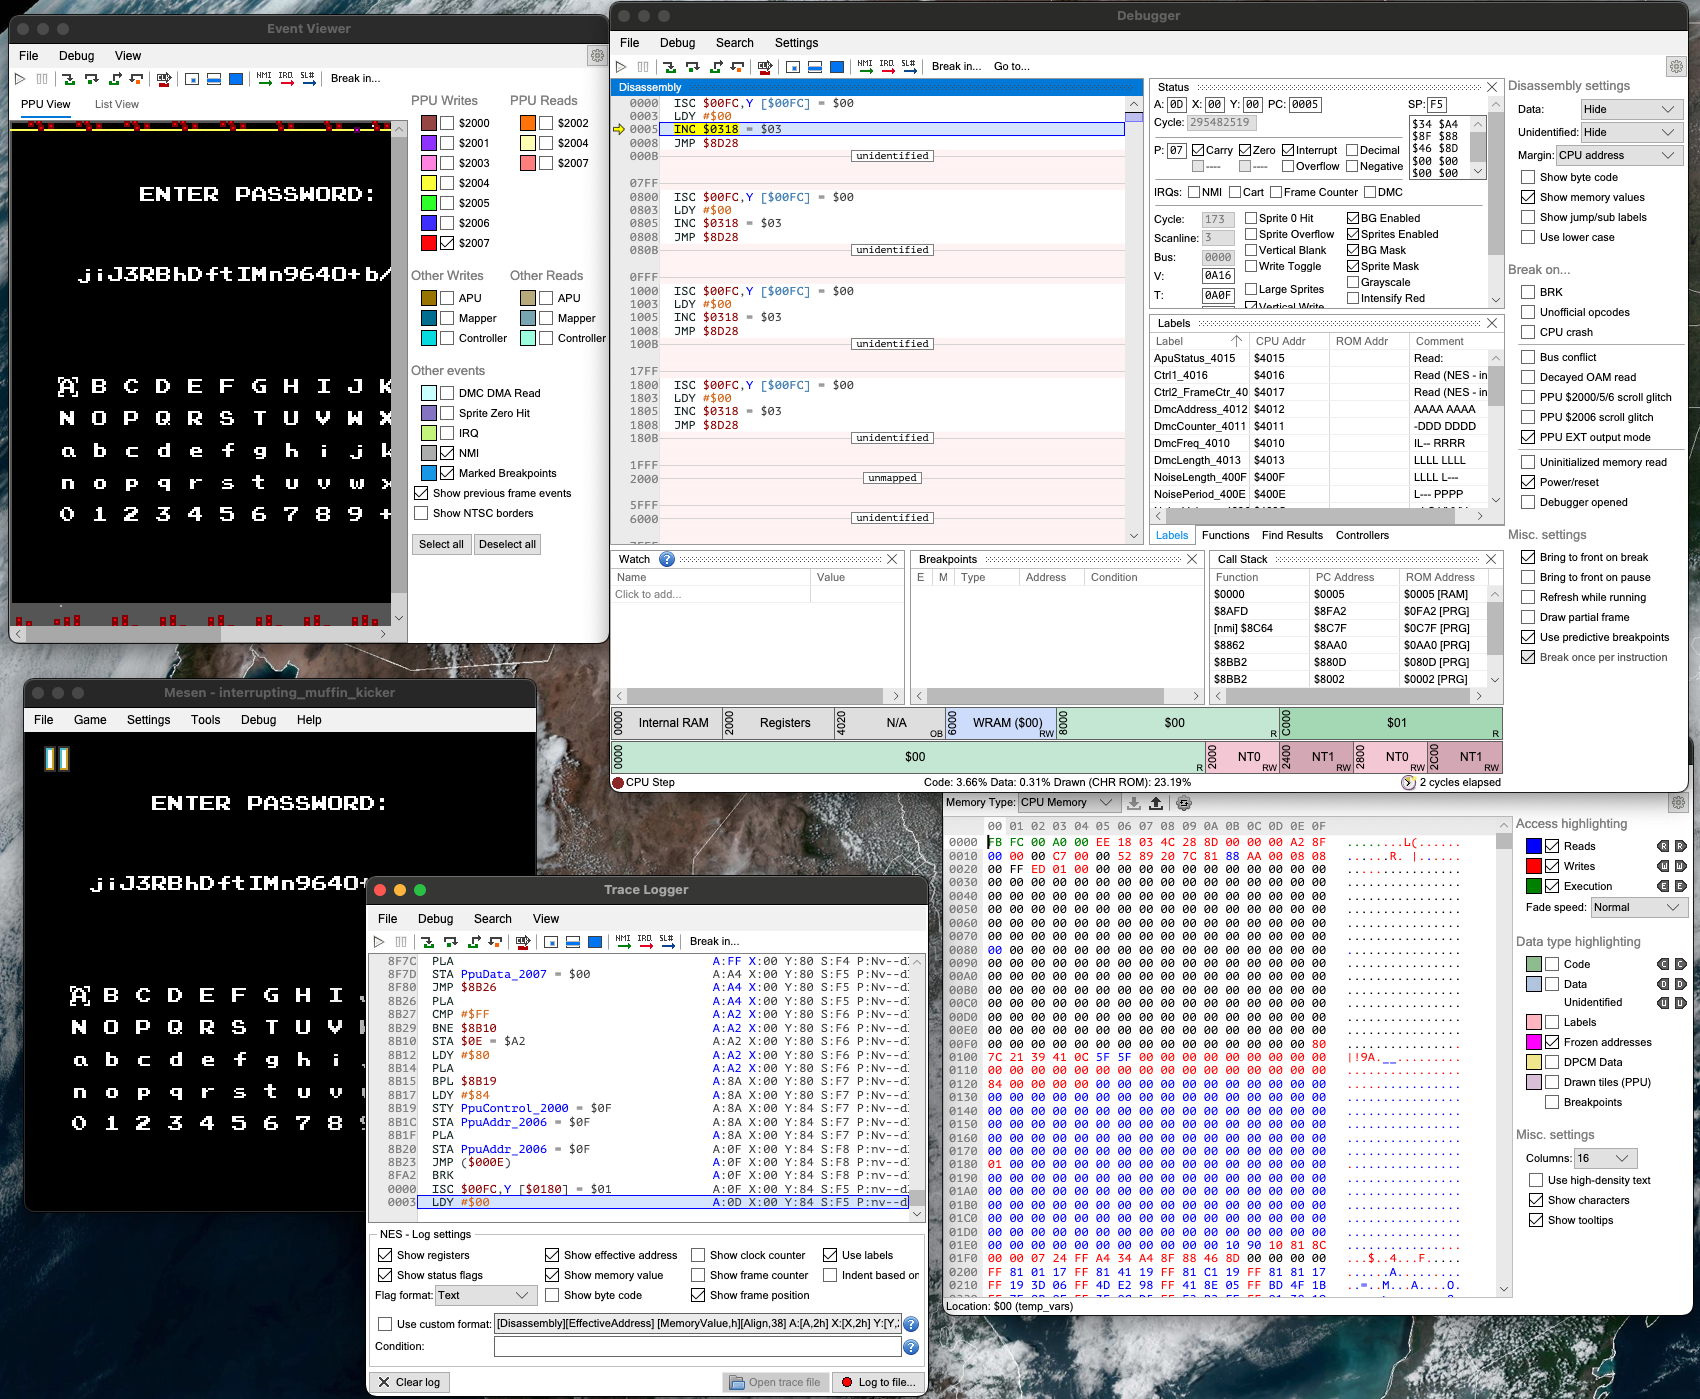 Event Viewer
File Debug View
NMI IRQ SL# Break in...
PPU View List View
ENTER PASSWORD:
jiJ3RBhDftIMn964O+b/
A B C D E F G H I J K
N O P Q R S T U V W X
a b c d e f g h i j k
n o p q r s t u v w x
0 1 2 3 4 5 6 7 8 9 +
PPU Writes PPU Reads
$2000 $2002
$2001 $2004
$2003 $2007
$2004
$2005
$2006
$2007
Other Writes Other Reads
APU APU
Mapper Mapper
Controller Controller
Other events
DMC DMA Read
Sprite Zero Hit
IRQ
NMI
Marked Breakpoints
Show previous frame events
Show NTSC borders
Select all Deselect all
Debugger
File Debug Search Settings
NMI IRQ SL# Break in... Go to...
Disassembly
0000 ISC $00FC,Y [$00FC] = $00
0003 LDY #$00
0005 INC $0318 = $03
0008 JMP $8D28
000B unidentified
07FF
0800 ISC $00FC,Y [$00FC] = $00
0803 LDY #$00
0805 INC $0318 = $03
0808 JMP $8D28
080B unidentified
0FFF
1000 ISC $00FC,Y [$00FC] = $00
1003 LDY #$00
1005 INC $0318 = $03
1008 JMP $8D28
100B unidentified
17FF
1800 ISC $00FC,Y [$00FC] = $00
1803 LDY #$00
1805 INC $0318 = $03
1808 JMP $8D28
180B unidentified
1FFF
2000 unmapped
5FFF
6000 unidentified
Status
A: 0D X: 00 Y: 00 PC: 0005 SP: F5
Cycle: 295482519
$34 $A4
$8F $88
$46 $8D
$00 $00
$00 $00
P: 07 Carry Zero Interrupt Decimal
---- ---- Overflow Negative
IRQs: NMI Cart Frame Counter DMC
Cycle: 173 Sprite 0 Hit BG Enabled
Scanline: 3 Sprite Overflow Sprites Enabled
Bus: 0000 Vertical Blank BG Mask
V: 0A16 Write Toggle Sprite Mask
T: 0A0F Large Sprites Grayscale
Vertical Write Intensify Red
Labels
Label CPU Addr ROM Addr Comment
ApuStatus_4015 $4015 Read:
Ctrl1_4016 $4016 Read (NES - in
Ctrl2_FrameCtr_40 $4017 Read (NES - in
DmcAddress_4012 $4012 AAAA AAAA
DmcCounter_4011 $4011 -DDD DDDD
DmcFreq_4010 $4010 IL-- RRRR
DmcLength_4013 $4013 LLLL LLLL
NoiseLength_400F $400F LLLL L---
NoisePeriod_400E $400E L--- PPPP
Labels Functions Find Results Controllers
Disassembly settings
Data: Hide
Unidentified: Hide
Margin: CPU address
Show byte code
Show memory values
Show jump/sub labels
Use lower case
Break on...
BRK
Unofficial opcodes
CPU crash
Bus conflict
Decayed OAM read
PPU $2000/5/6 scroll glitch
PPU $2006 scroll glitch
PPU EXT output mode
Uninitialized memory read
Power/reset
Debugger opened
Misc. settings
Bring to front on break
Bring to front on pause
Refresh while running
Draw partial frame
Use predictive breakpoints
Break once per instruction
Watch ?
Name Value
Click to add...
Breakpoints
E M Type Address Condition
Call Stack
Function PC Address ROM Address
$0000 $0005 $0005 [RAM]
$8AFD $8FA2 $0FA2 [PRG]
[nmi] $8C64 $8C7F $0C7F [PRG]
$8862 $8AA0 $0AA0 [PRG]
$8BB2 $880D $080D [PRG]
$8BB2 $8002 $0002 [PRG]
0000 Internal RAM 2000 Registers 4020 N/A OB 6000 WRAM ($00) RW 8000 $00 R C000 $01 R
0000 $00 R 2000 NT0 RW 2400 NT1 RW 2800 NT0 RW 2C00 NT1 RW
CPU Step Code: 3.66% Data: 0.31% Drawn (CHR ROM): 23.19% 2 cycles elapsed
Mesen - interrupting_muffin_kicker
File Game Settings Tools Debug Help
ENTER PASSWORD:
jiJ3RBhDftIMn964O+
A B C D E F G H I
N O P Q R S T U V
a b c d e f g h i
n o p q r s t u v
0 1 2 3 4 5 6 7 8
Trace Logger
File Debug Search View
NMI IRQ SL# Break in...
8F7C PLA A:FF X:00 Y:80 S:F4 P:Nv--d
8F7D STA PpuData_2007 = $00 A:A4 X:00 Y:80 S:F5 P:Nv--d
8F80 JMP $8B26 A:A4 X:00 Y:80 S:F5 P:Nv--d
8B26 PLA A:A4 X:00 Y:80 S:F5 P:Nv--d
8B27 CMP #$FF A:A2 X:00 Y:80 S:F6 P:Nv--d
8B29 BNE $8B10 A:A2 X:00 Y:80 S:F6 P:Nv--d
8B10 STA $0E = $A2 A:A2 X:00 Y:80 S:F6 P:Nv--d
8B12 LDY #$80 A:A2 X:00 Y:80 S:F6 P:Nv--d
8B14 PLA A:A2 X:00 Y:80 S:F6 P:Nv--d
8B15 BPL $8B19 A:8A X:00 Y:80 S:F7 P:Nv--d
8B17 LDY #$84 A:8A X:00 Y:80 S:F7 P:Nv--d
8B19 STY PpuControl_2000 = $0F A:8A X:00 Y:84 S:F7 P:Nv--d
8B1C STA PpuAddr_2006 = $0F A:8A X:00 Y:84 S:F7 P:Nv--d
8B1F PLA A:8A X:00 Y:84 S:F7 P:Nv--d
8B20 STA PpuAddr_2006 = $0F A:0F X:00 Y:84 S:F8 P:nv--d
8B23 JMP ($000E) A:0F X:00 Y:84 S:F8 P:nv--d
8FA2 BRK A:0F X:00 Y:84 S:F8 P:nv--d
0000 ISC $00FC,Y [$0180] = $01 A:0F X:00 Y:84 S:F5 P:nv--d
0003 LDY #$00 A:0D X:00 Y:84 S:F5 P:nv--d
NES - Log settings
Show registers Show effective address Show clock counter Use labels
Show status flags Show memory value Show frame counter Indent based on
Flag format: Text Show byte code Show frame position
Use custom format: [Disassembly][EffectiveAddress] [MemoryValue,h][Align,38] A:[A,2h] X:[X,2h] Y:[Y,
Condition:
Clear log Open trace file Log to file...
Memory Type: CPU Memory
00 01 02 03 04 05 06 07 08 09 0A 0B 0C 0D 0E 0F
0000 FB FC 00 A0 00 EE 18 03 4C 28 8D 00 00 00 A2 8F ........L(......
0010 00 00 00 C7 00 00 52 89 20 7C 81 88 AA 00 08 08 ......R. |......
0020 00 FF ED 01 00 00 00 00 00 00 00 00 00 00 00 00
0030 00 00 00 00 00 00 00 00 00 00 00 00 00 00 00 00
0040 00 00 00 00 00 00 00 00 00 00 00 00 00 00 00 00
0050 00 00 00 00 00 00 00 00 00 00 00 00 00 00 00 00
0060 00 00 00 00 00 00 00 00 00 00 00 00 00 00 00 00
0070 00 00 00 00 00 00 00 00 00 00 00 00 00 00 00 00
0080 00 00 00 00 00 00 00 00 00 00 00 00 00 00 00 00
0090 00 00 00 00 00 00 00 00 00 00 00 00 00 00 00 00
00A0 00 00 00 00 00 00 00 00 00 00 00 00 00 00 00 00
00B0 00 00 00 00 00 00 00 00 00 00 00 00 00 00 00 00
00C0 00 00 00 00 00 00 00 00 00 00 00 00 00 00 00 00
00D0 00 00 00 00 00 00 00 00 00 00 00 00 00 00 00 00
00E0 00 00 00 00 00 00 00 00 00 00 00 00 00 00 00 00
00F0 00 00 00 00 00 00 00 00 00 00 00 00 00 00 00 80
0100 7C 21 39 41 0C 5F 5F 00 00 00 00 00 00 00 00 00 |!9A.__.........
0110 00 00 00 00 00 00 00 00 00 00 00 00 00 00 00 00
0120 84 00 00 00 00 00 00 00 00 00 00 00 00 00 00 00
0130 00 00 00 00 00 00 00 00 00 00 00 00 00 00 00 00
0140 00 00 00 00 00 00 00 00 00 00 00 00 00 00 00 00
0150 00 00 00 00 00 00 00 00 00 00 00 00 00 00 00 00
0160 00 00 00 00 00 00 00 00 00 00 00 00 00 00 00 00
0170 00 00 00 00 00 00 00 00 00 00 00 00 00 00 00 00
0180 01 00 00 00 00 00 00 00 00 00 00 00 00 00 00 00
0190 00 00 00 00 00 00 00 00 00 00 00 00 00 00 00 00
01A0 00 00 00 00 00 00 00 00 00 00 00 00 00 00 00 00
01B0 00 00 00 00 00 00 00 00 00 00 00 00 00 00 00 00
01C0 00 00 00 00 00 00 00 00 00 00 00 00 00 00 00 00
01D0 00 00 00 00 00 00 00 00 00 00 00 00 00 00 00 00
01E0 00 00 00 00 00 00 00 00 00 00 00 10 90 10 81 8C
01F0 00 00 07 24 FF A4 34 A4 8F 88 46 8D 00 00 00 00 ...$..4...F.....
0200 FF 81 01 17 FF 81 41 19 FF 81 C1 19 FF 81 81 17 ......A.........
0210 FF 19 3D 06 FF 4D E2 98 FF 41 8E 05 FF BD 4F 1B ..=..M...A....O.
Location: $00 (temp_vars)
Access highlighting
Reads
Writes
Execution
Fade speed: Normal
Data type highlighting
Code
Data
Unidentified
Labels
Frozen addresses
DPCM Data
Drawn tiles (PPU)
Breakpoints
Misc. settings
Columns: 16
Use high-density text
Show characters
Show tooltips